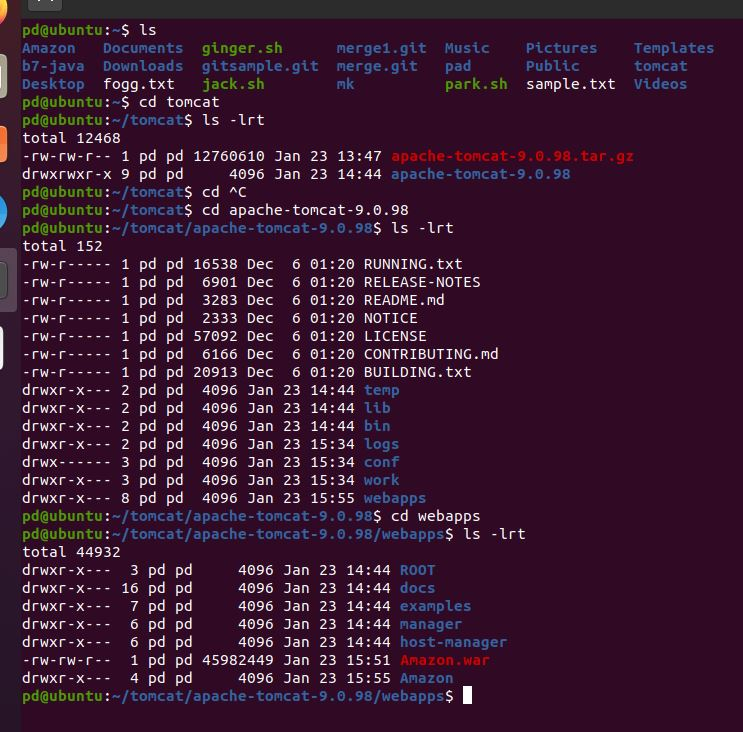 pd@ubuntu:~$ ls
Amazon Documents ginger.sh merge1.git Music Pictures Templates
b7-java Downloads gitsample.git merge.git pad Public tomcat
Desktop fogg.txt jack.sh mk park.sh sample.txt Videos
pd@ubuntu:~$ cd tomcat
pd@ubuntu:~/tomcat$ ls -lrt
total 12468
-rw-rw-r-- 1 pd pd 12760610 Jan 23 13:47 apache-tomcat-9.0.98.tar.gz
drwxrwxr-x 9 pd pd 4096 Jan 23 14:44 apache-tomcat-9.0.98
pd@ubuntu:~/tomcat$ cd ^C
pd@ubuntu:~/tomcat$ cd apache-tomcat-9.0.98
pd@ubuntu:~/tomcat/apache-tomcat-9.0.98$ ls -lrt
total 152
-rw-r----- 1 pd pd 16538 Dec 6 01:20 RUNNING.txt
-rw-r----- 1 pd pd 6901 Dec 6 01:20 RELEASE-NOTES
-rw-r----- 1 pd pd 3283 Dec 6 01:20 README.md
-rw-r----- 1 pd pd 2333 Dec 6 01:20 NOTICE
-rw-r----- 1 pd pd 57092 Dec 6 01:20 LICENSE
-rw-r----- 1 pd pd 6166 Dec 6 01:20 CONTRIBUTING.md
-rw-r----- 1 pd pd 20913 Dec 6 01:20 BUILDING.txt
drwxr-x--- 2 pd pd 4096 Jan 23 14:44 temp
drwxr-x--- 2 pd pd 4096 Jan 23 14:44 lib
drwxr-x--- 2 pd pd 4096 Jan 23 14:44 bin
drwxr-x--- 2 pd pd 4096 Jan 23 15:34 logs
drwx------ 3 pd pd 4096 Jan 23 15:34 conf
drwxr-x--- 3 pd pd 4096 Jan 23 15:34 work
drwxr-x--- 8 pd pd 4096 Jan 23 15:55 webapps
pd@ubuntu:~/tomcat/apache-tomcat-9.0.98$ cd webapps
pd@ubuntu:~/tomcat/apache-tomcat-9.0.98/webapps$ ls -lrt
total 44932
drwxr-x--- 3 pd pd 4096 Jan 23 14:44 ROOT
drwxr-x--- 16 pd pd 4096 Jan 23 14:44 docs
drwxr-x--- 7 pd pd 4096 Jan 23 14:44 examples
drwxr-x--- 6 pd pd 4096 Jan 23 14:44 manager
drwxr-x--- 6 pd pd 4096 Jan 23 14:44 host-manager
-rw-rw-r-- 1 pd pd 45982449 Jan 23 15:51 Amazon.war
drwxr-x--- 4 pd pd 4096 Jan 23 15:55 Amazon
pd@ubuntu:~/tomcat/apache-tomcat-9.0.98/webapps$